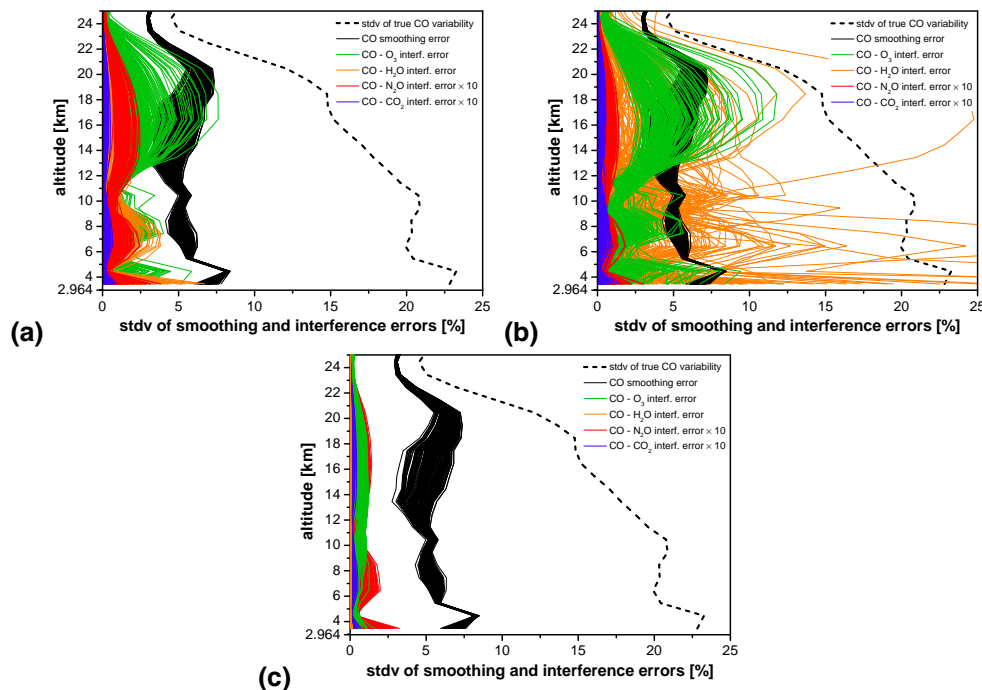 24
22
20
18
16
14
12
10
8
6
4
2.964
altitude [km]
stdv of true CO variability
CO smoothing error
CO - O₃ interf. error
CO - H₂O interf. error
CO - N₂O interf. error × 10
CO - CO₂ interf. error × 10
0 5 10 15 20 25
(a) stdv of smoothing and interference errors [%]
24
22
20
18
16
14
12
10
8
6
4
2.964
altitude [km]
stdv of true CO variability
CO smoothing error
CO - O₃ interf. error
CO - H₂O interf. error
CO - N₂O interf. error × 10
CO - CO₂ interf. error × 10
0 5 10 15 20 25
(b) stdv of smoothing and interference errors [%]
24
22
20
18
16
14
12
10
8
6
4
2.964
altitude [km]
stdv of true CO variability
CO smoothing error
CO - O₃ interf. error
CO - H₂O interf. error
CO - N₂O interf. error × 10
CO - CO₂ interf. error × 10
0 5 10 15 20 25
(c) stdv of smoothing and interference errors [%]